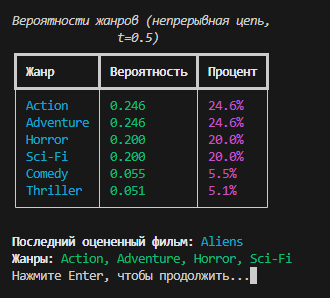 Вероятности жанров (непрерывная цепь,
t=0.5)
Жанр Вероятность Процент
Action 0.246 24.6%
Adventure 0.246 24.6%
Horror 0.200 20.0%
Sci-Fi 0.200 20.0%
Comedy 0.055 5.5%
Thriller 0.051 5.1%
Последний оцененный фильм: Aliens
Жанры: Action, Adventure, Horror, Sci-Fi
Нажмите Enter, чтобы продолжить...